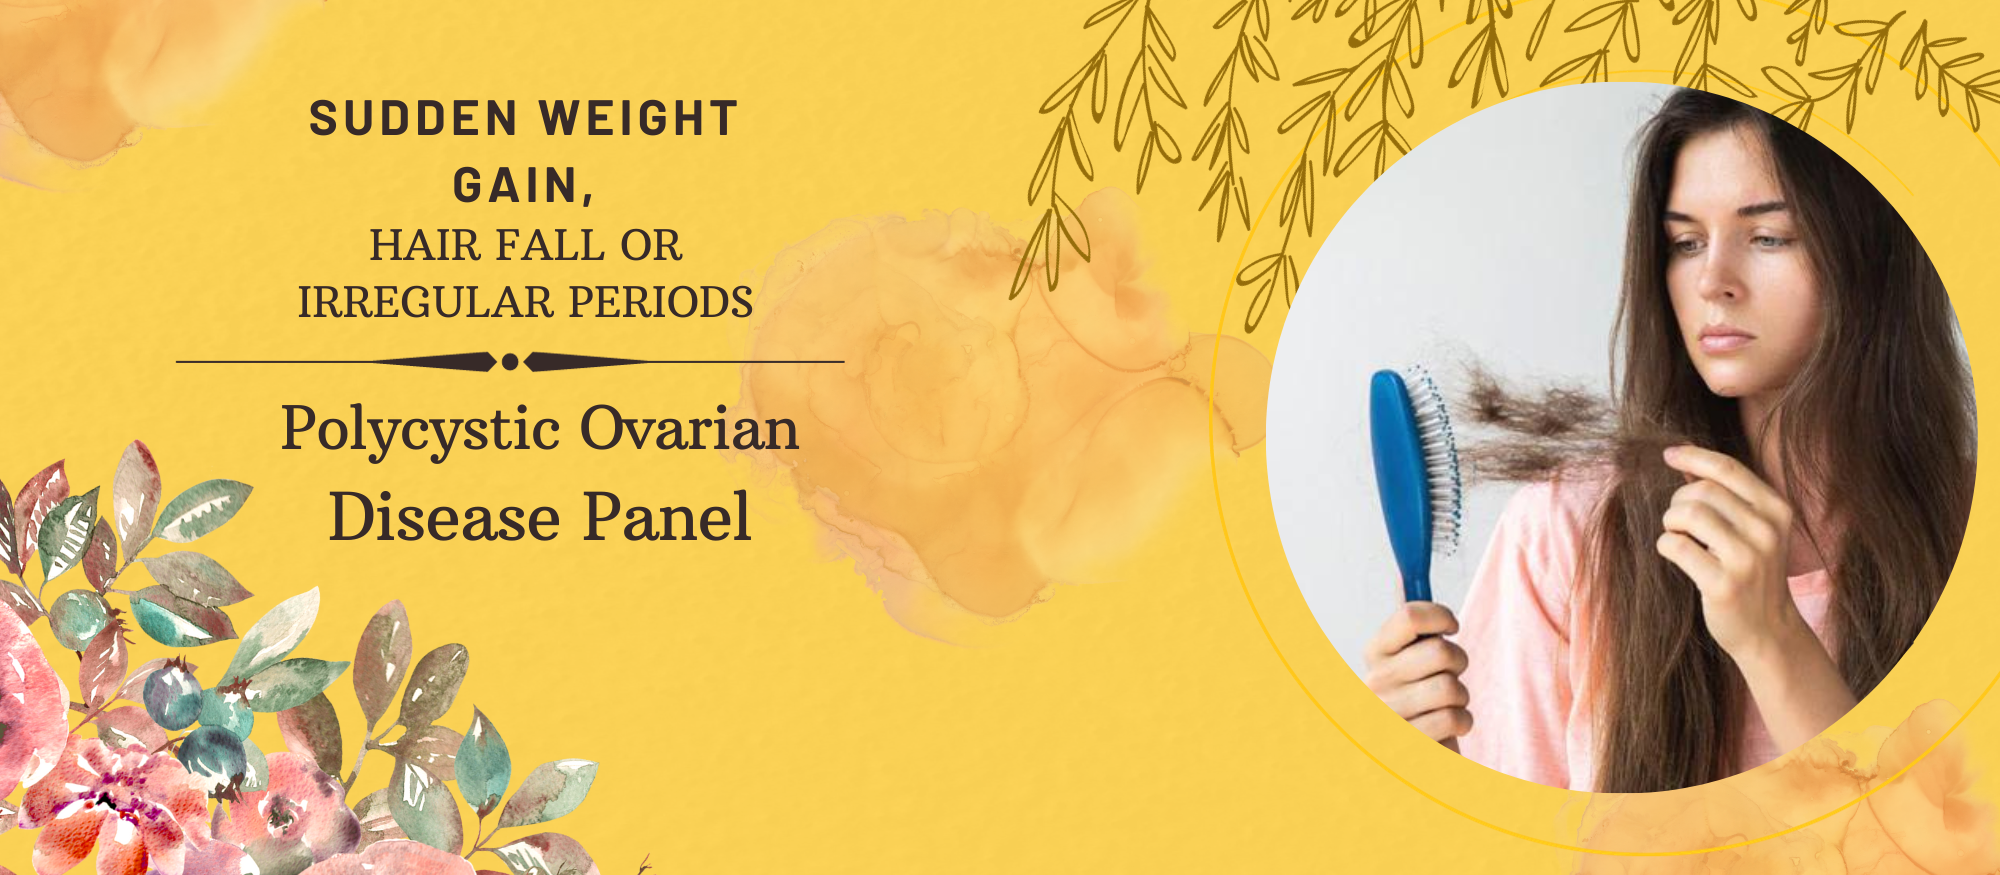 SUDDEN WEIGHT
GAIN,
HAIR FALL OR
IRREGULAR PERIODS
Polycystic Ovarian
Disease Panel